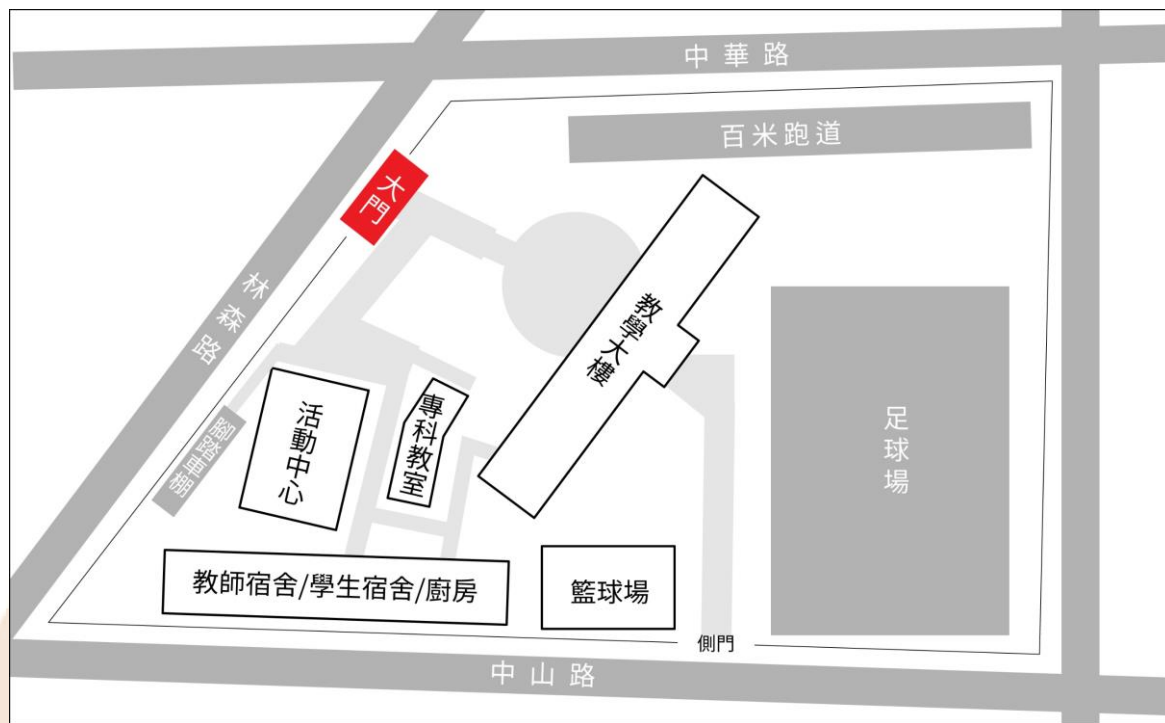 中華路
百米跑道
大門
林森路
教學大樓
足球場
腳踏車棚
活動中心
專科教室
教師宿舍/學生宿舍/廚房
籃球場
側門
中山路